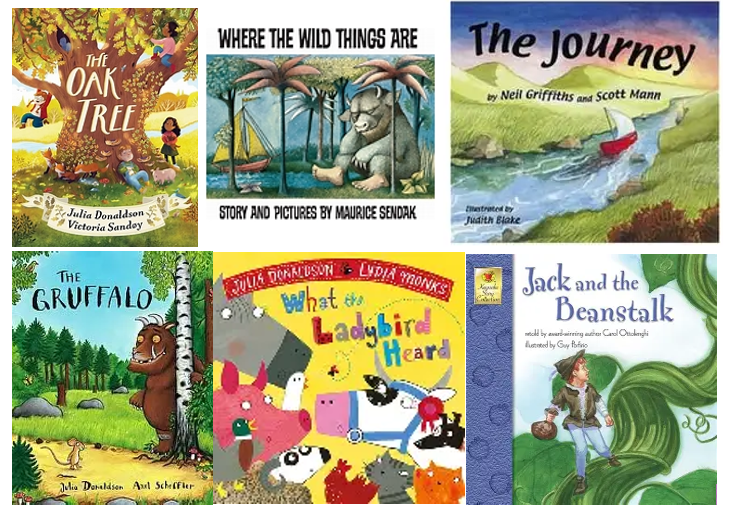 THE
OAK
TREE
Julia Donaldson
Victoria Sandøy
WHERE THE WILD THINGS ARE
STORY AND PICTURES BY MAURICE SENDAK
The Journey
by Neil Griffiths and Scott Mann
Illustrated by
Judith Blake
THE
GRUFFALO
Julia Donaldson Axel Scheffler
JULIA DONALDSON LYDIA MONKS
What the
Ladybird
Heard
Keepsake
Story
Collection
Jack and the
Beanstalk
retold by award-winning author Carol Ottolenghi
illustrated by Guy Porfirio